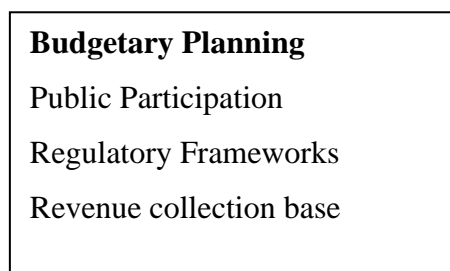 Budgetary Planning
Public Participation
Regulatory Frameworks
Revenue collection base